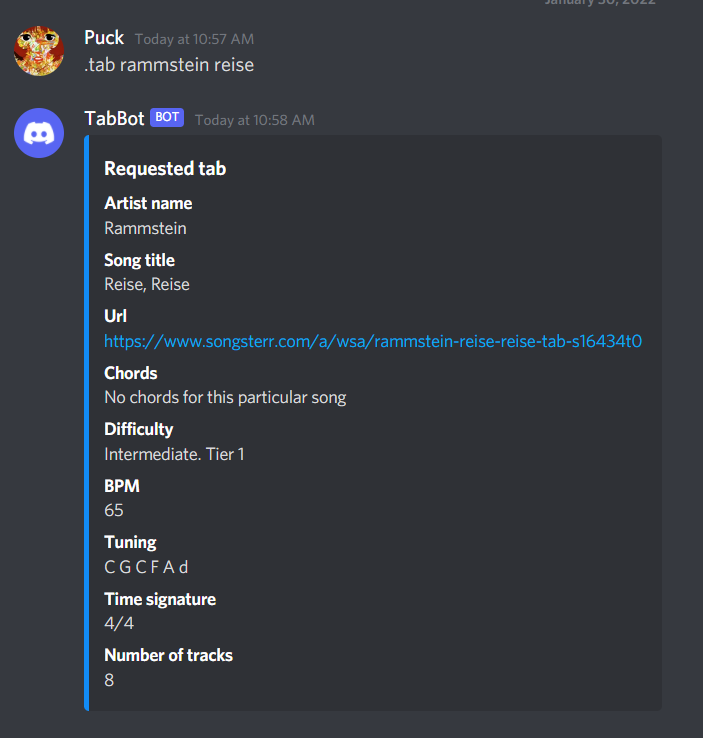 January 30, 2022
Puck Today at 10:57 AM
.tab rammstein reise
TabBot BOT Today at 10:58 AM
Requested tab
Artist name
Rammstein
Song title
Reise, Reise
Url
https://www.songsterr.com/a/wsa/rammstein-reise-reise-tab-s16434t0
Chords
No chords for this particular song
Difficulty
Intermediate. Tier 1
BPM
65
Tuning
C G C F A d
Time signature
4/4
Number of tracks
8